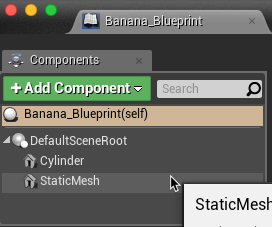 Banana_Blueprint
Components
+ Add Component
Search
Banana_Blueprint(self)
DefaultSceneRoot
Cylinder
StaticMesh
StaticMesh